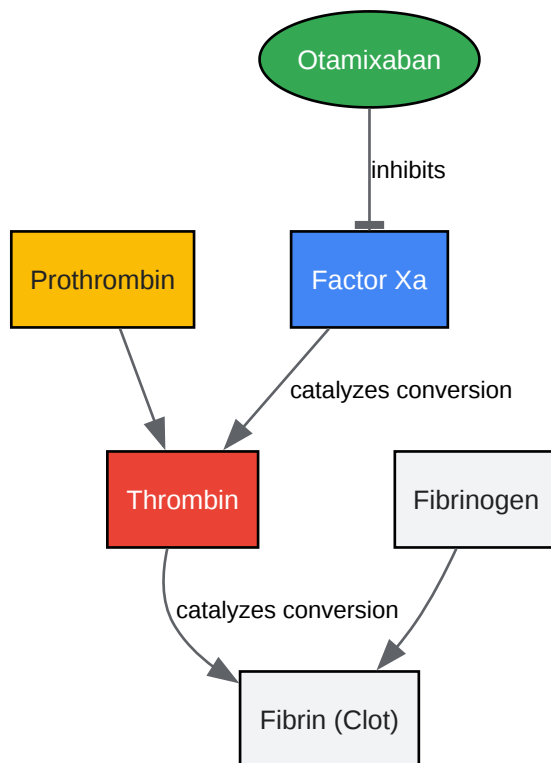 Otamixaban
inhibits
Prothrombin
Factor Xa
catalyzes conversion
Thrombin
Fibrinogen
catalyzes conversion
Fibrin (Clot)